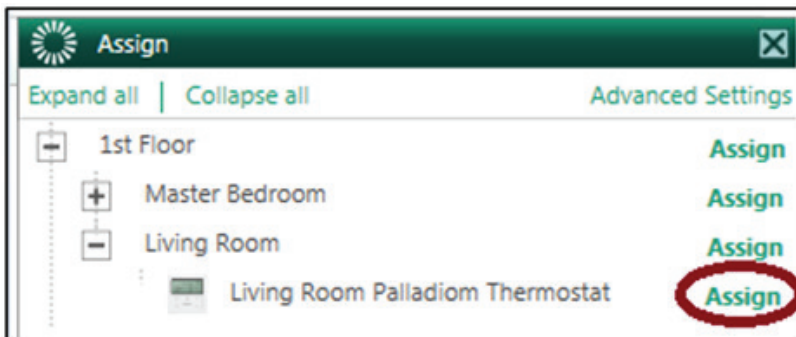 Assign
Expand all | Collapse all Advanced Settings
1st Floor Assign
Master Bedroom Assign
Living Room Assign
Living Room Palladiom Thermostat Assign